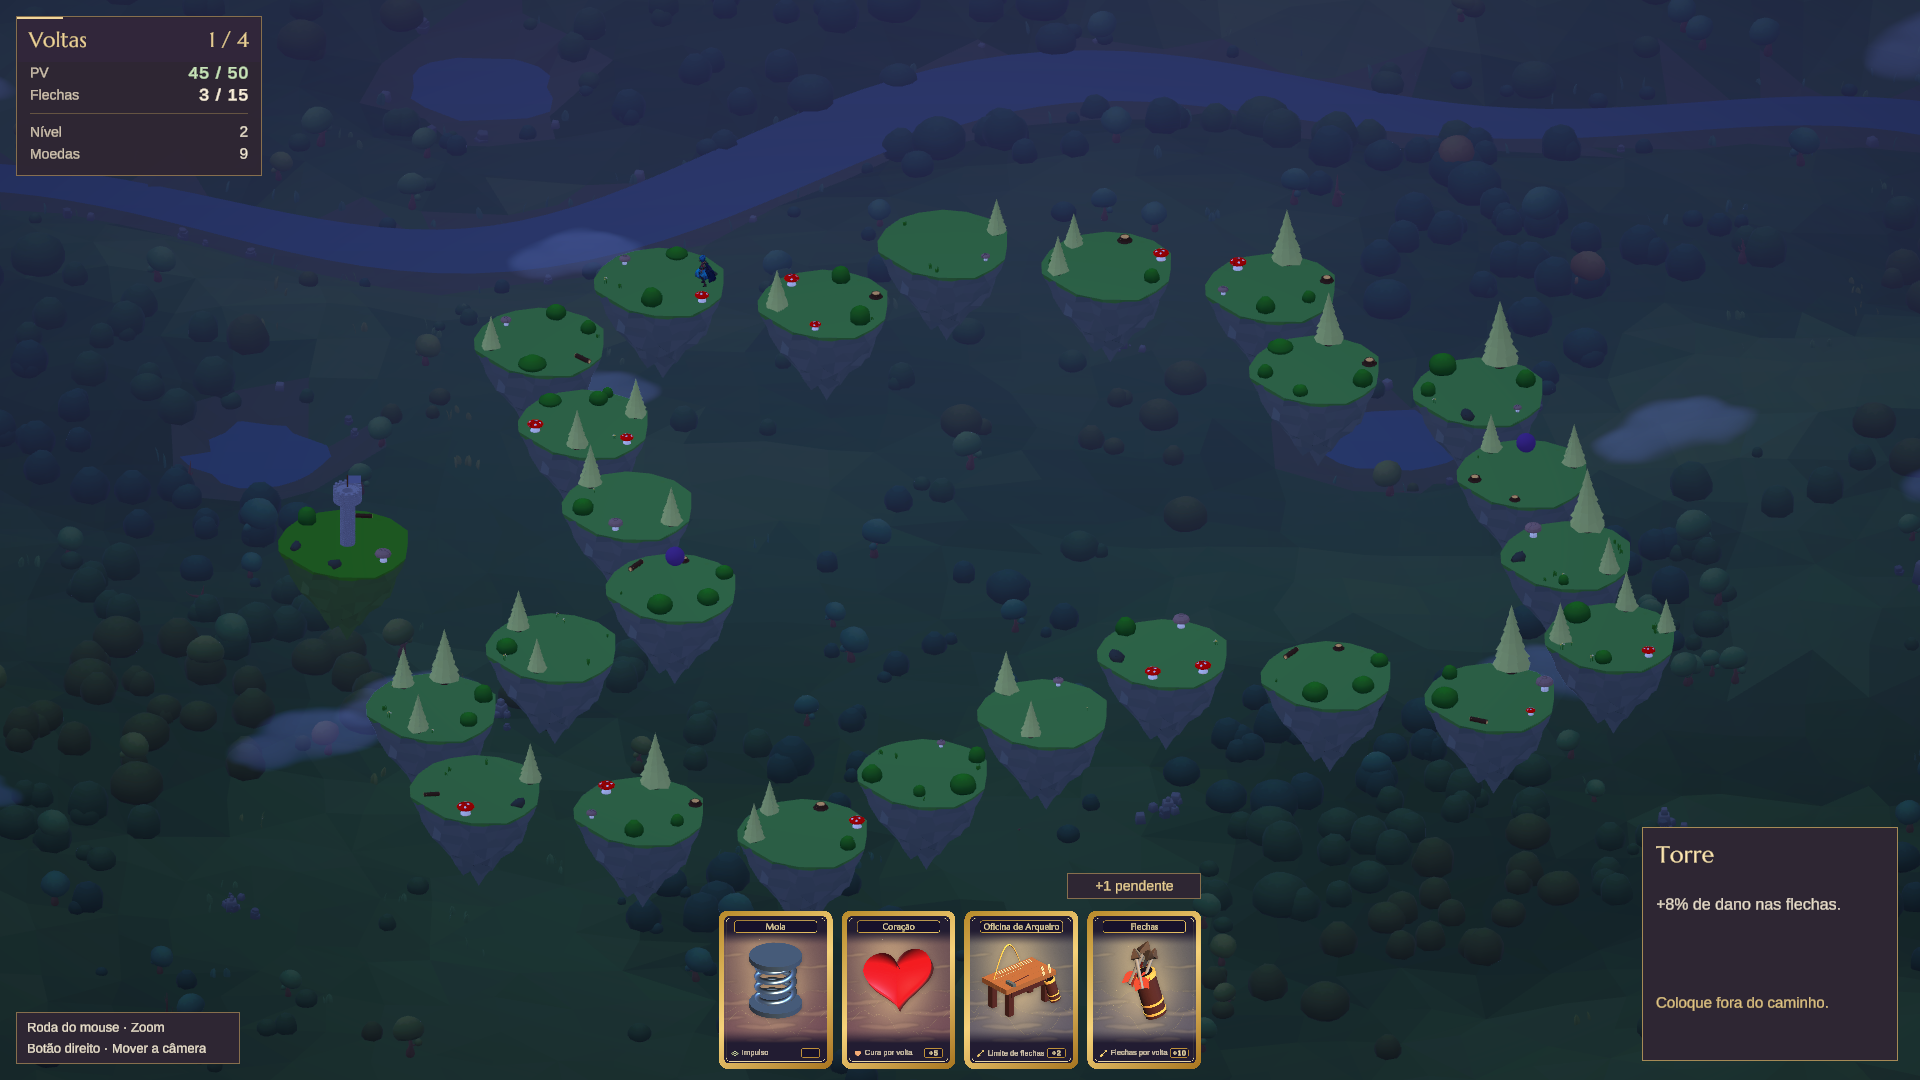 Voltas 1 / 4
PV 45 / 50
Flechas 3 / 15
Nível 2
Moedas 9
+1 pendente
Mola
Impulso
Coração
Cura por volta +5
Oficina de Arqueiro
Limite de flechas +2
Flechas
Flechas por volta +10
Torre
+8% de dano nas flechas.
Coloque fora do caminho.
Roda do mouse · Zoom
Botão direito · Mover a câmera